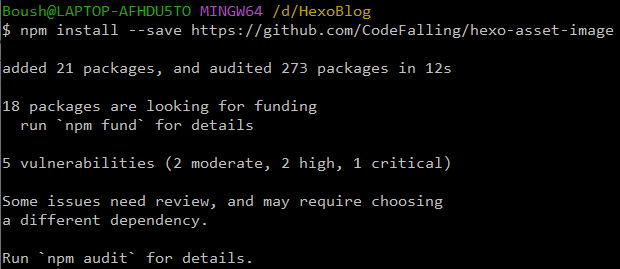 Boush@LAPTOP-AFHDU5TO MINGW64 /d/HexoBlog
$ npm install --save https://github.com/CodeFalling/hexo-asset-image
added 21 packages, and audited 273 packages in 12s
18 packages are looking for funding
  run `npm fund` for details
5 vulnerabilities (2 moderate, 2 high, 1 critical)
Some issues need review, and may require choosing
a different dependency.
Run `npm audit` for details.